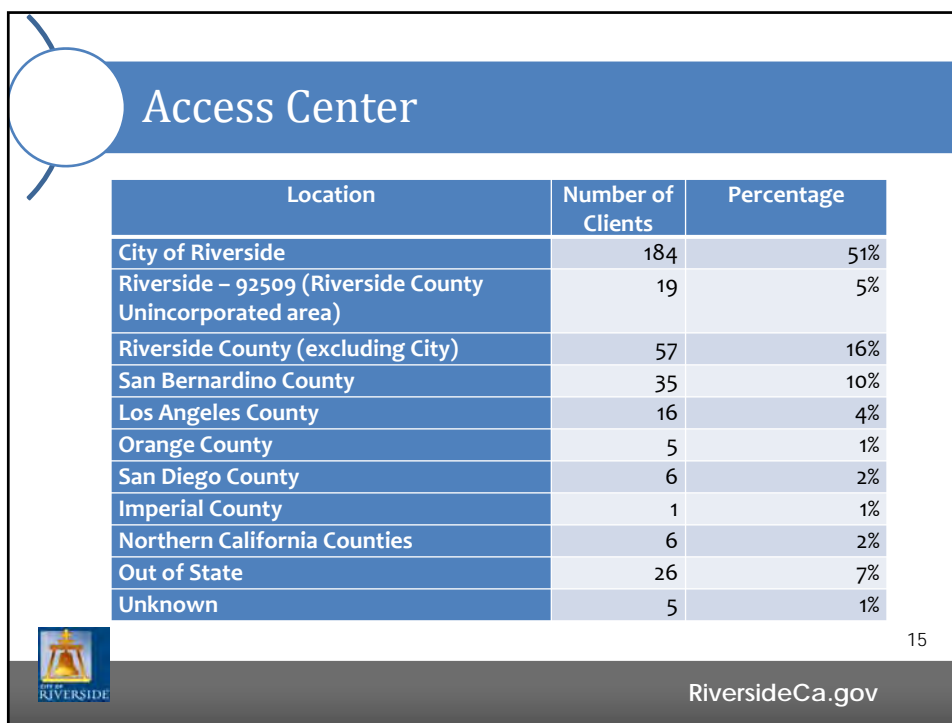 Access Center
Location Number of Clients Percentage
City of Riverside 184 51%
Riverside – 92509 (Riverside County Unincorporated area) 19 5%
Riverside County (excluding City) 57 16%
San Bernardino County 35 10%
Los Angeles County 16 4%
Orange County 5 1%
San Diego County 6 2%
Imperial County 1 1%
Northern California Counties 6 2%
Out of State 26 7%
Unknown 5 1%
15
CITY OF
RIVERSIDE
RiversideCa.gov